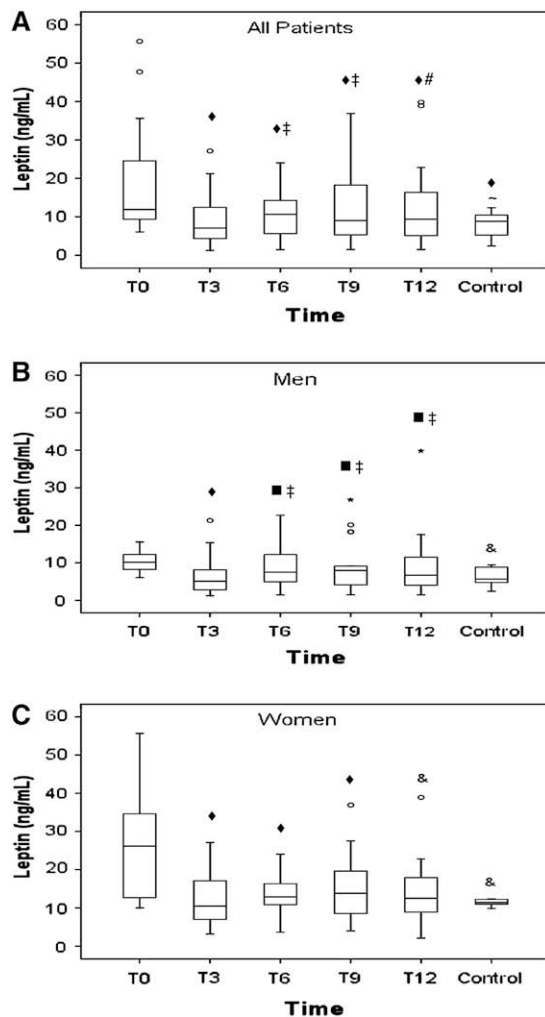 A
All Patients
60
50
40
30
20
10
0
Leptin (ng/mL)
♦
♦‡
♦‡
♦#
♦
T0 T3 T6 T9 T12 Control
Time
B
Men
60
50
40
30
20
10
0
Leptin (ng/mL)
♦
■‡
■‡
■‡
&
T0 T3 T6 T9 T12 Control
Time
C
Women
60
50
40
30
20
10
0
Leptin (ng/mL)
♦
♦
♦
&
&
T0 T3 T6 T9 T12 Control
Time